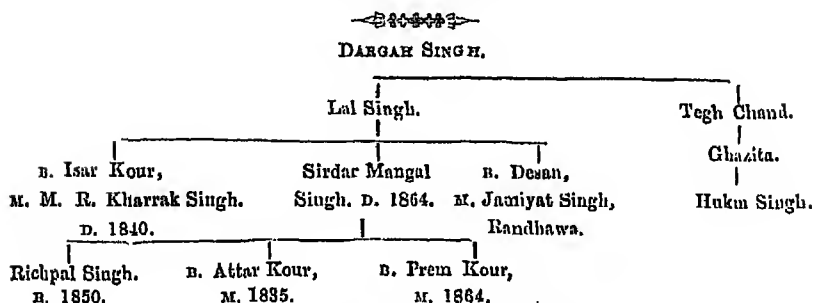 DARGAH SINGH.
Lal Singh. Tegh Chand.
Ghazita.
B. Isar Kour, Sirdar Mangal B. Desan,
M. M. R. Kharrak Singh. Singh. D. 1864. M. Jamiyat Singh, Hukm Singh.
D. 1840. Randhawa.
Richpal Singh. B. Attar Kour, B. Prem Kour,
B. 1850. M. 1835. M. 1864.